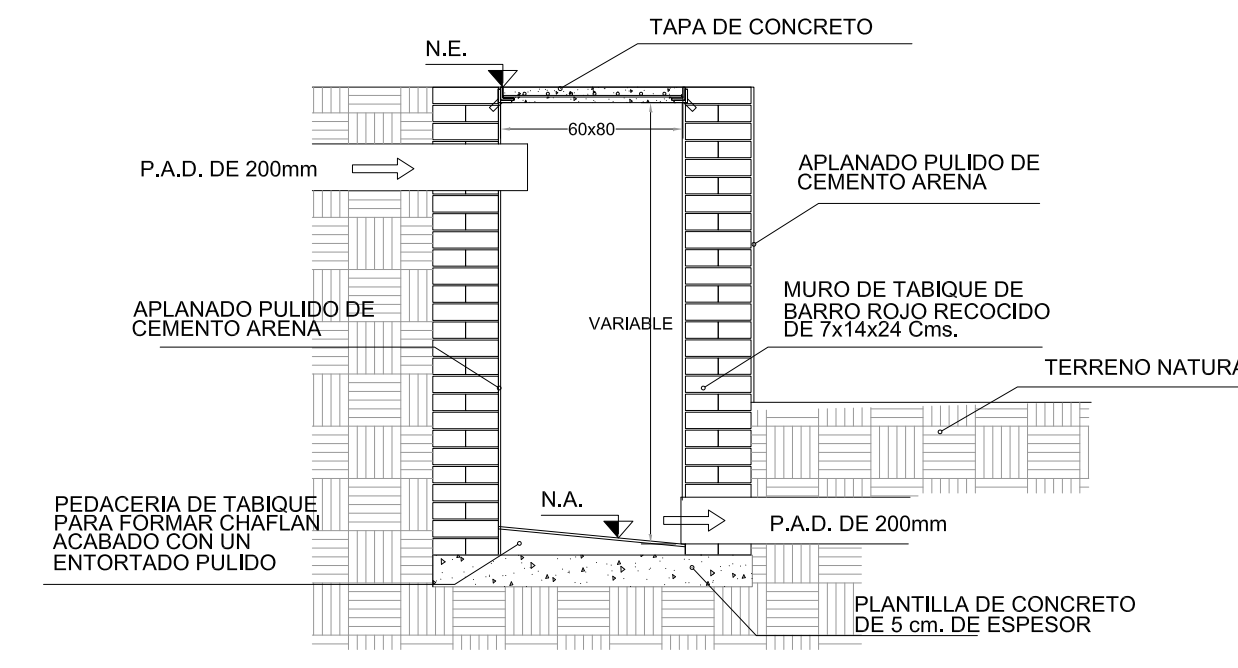 TAPA DE CONCRETO
N.E.
60x80
P.A.D. DE 200mm
APLANADO PULIDO DE
CEMENTO ARENA
APLANADO PULIDO DE
CEMENTO ARENA
VARIABLE
MURO DE TABIQUE DE
BARRO ROJO RECOCIDO
DE 7x14x24 Cms.
TERRENO NATURA
PEDACERIA DE TABIQUE
PARA FORMAR CHAFLAN
ACABADO CON UN
ENTORTADO PULIDO
N.A.
P.A.D. DE 200mm
PLANTILLA DE CONCRETO
DE 5 cm. DE ESPESOR